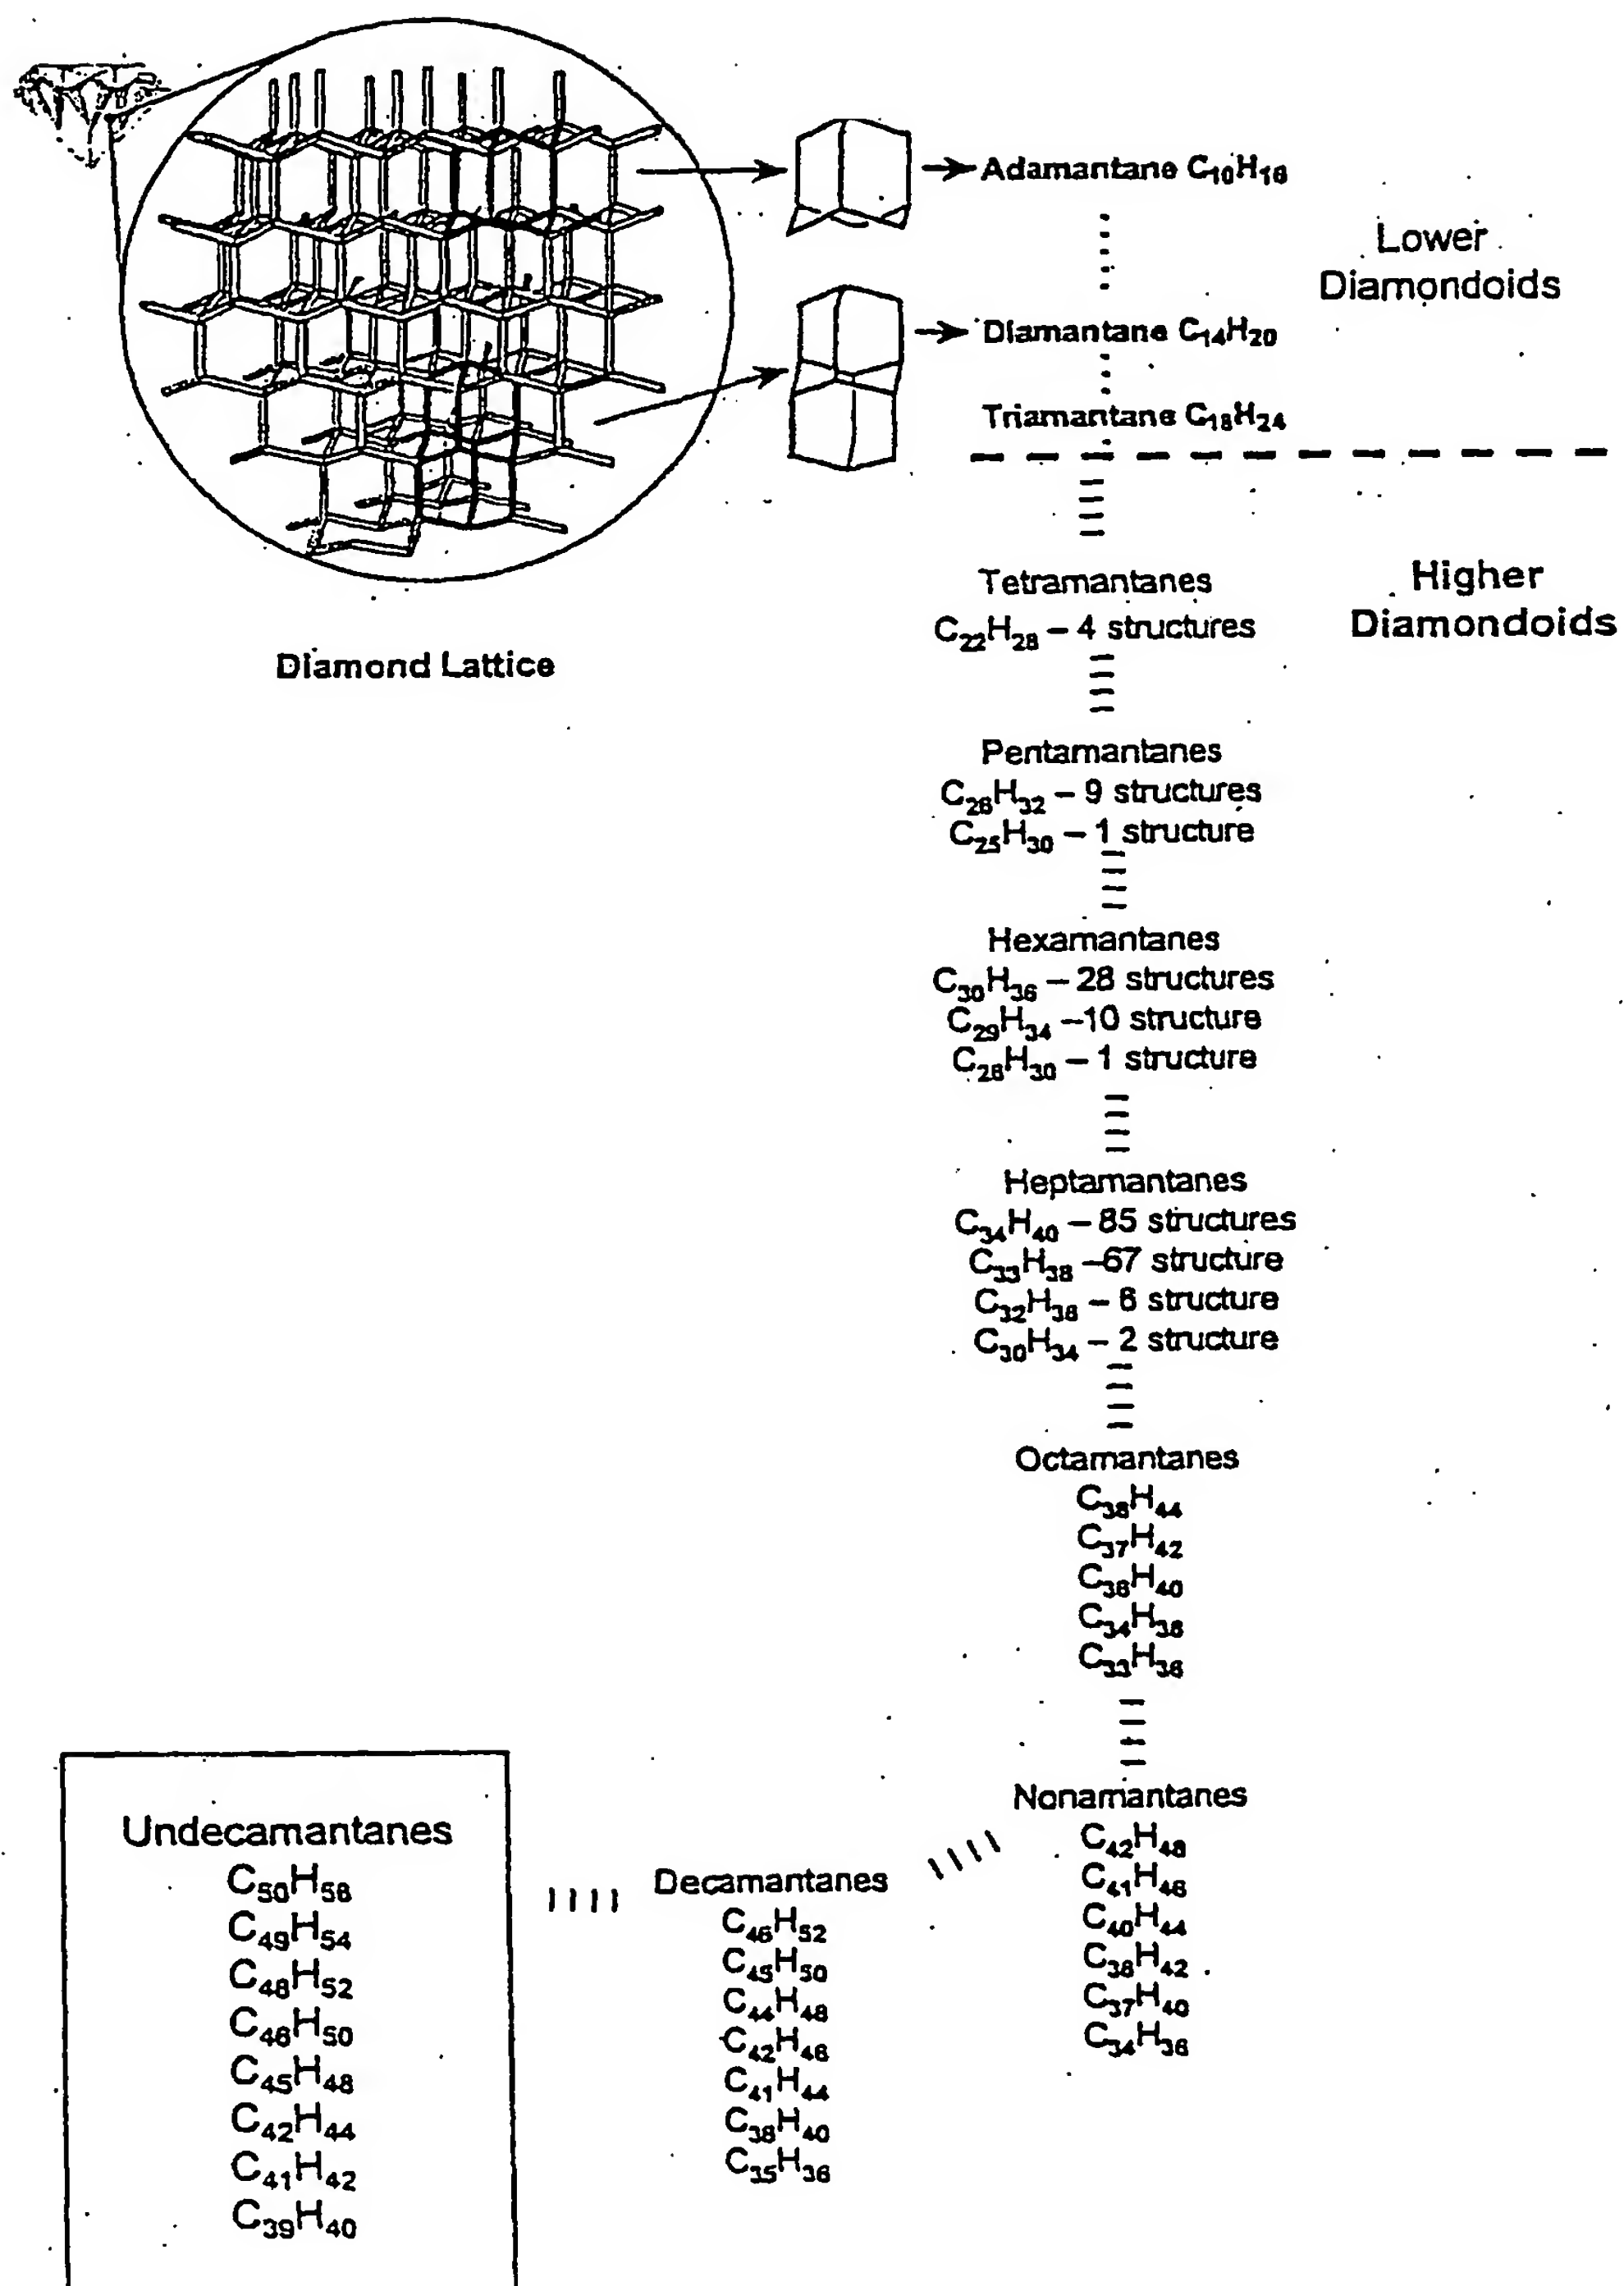 Adamantane C₁₀H₁₆
Lower
Diamondoids
Diamantane C₁₄H₂₀
Triamantane C₁₈H₂₄
Tetramantanes
C₂₂H₂₈ – 4 structures
Higher
Diamondoids
Diamond Lattice
Pentamantanes
C₂₆H₃₂ – 9 structures
C₂₅H₃₀ – 1 structure
Hexamantanes
C₃₀H₃₆ – 28 structures
C₂₉H₃₄ –10 structure
C₂₆H₃₀ – 1 structure
Heptamantanes
C₃₄H₄₀ – 85 structures
C₃₃H₃₈ –67 structure
C₃₂H₃₆ – 6 structure
C₃₀H₃₄ – 2 structure
Octamantanes
C₃₈H₄₄
C₃₇H₄₂
C₃₆H₄₀
C₃₄H₃₈
C₃₃H₃₆
Nonamantanes
C₄₂H₄₈
C₄₁H₄₆
C₄₀H₄₄
C₃₈H₄₂
C₃₇H₄₀
C₃₄H₃₆
Decamantanes
C₄₆H₅₂
C₄₅H₅₀
C₄₄H₄₈
C₄₂H₄₆
C₄₁H₄₄
C₃₈H₄₀
C₃₅H₃₆
Undecamantanes
C₅₀H₅₆
C₄₉H₅₄
C₄₈H₅₂
C₄₆H₅₀
C₄₅H₄₈
C₄₂H₄₄
C₄₁H₄₂
C₃₉H₄₀